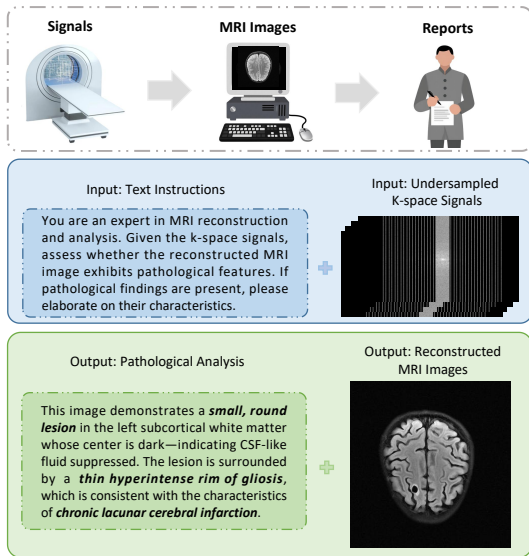 Signals
MRI Images
Reports
Input: Text Instructions
You are an expert in MRI reconstruction
and analysis. Given the k-space signals,
assess whether the reconstructed MRI
image exhibits pathological features. If
pathological findings are present, please
elaborate on their characteristics.
Input: Undersampled
K-space Signals
Output: Pathological Analysis
This image demonstrates a small, round
lesion in the left subcortical white matter
whose center is dark—indicating CSF-like
fluid suppressed. The lesion is surrounded
by a thin hyperintense rim of gliosis,
which is consistent with the characteristics
of chronic lacunar cerebral infarction.
Output: Reconstructed
MRI Images